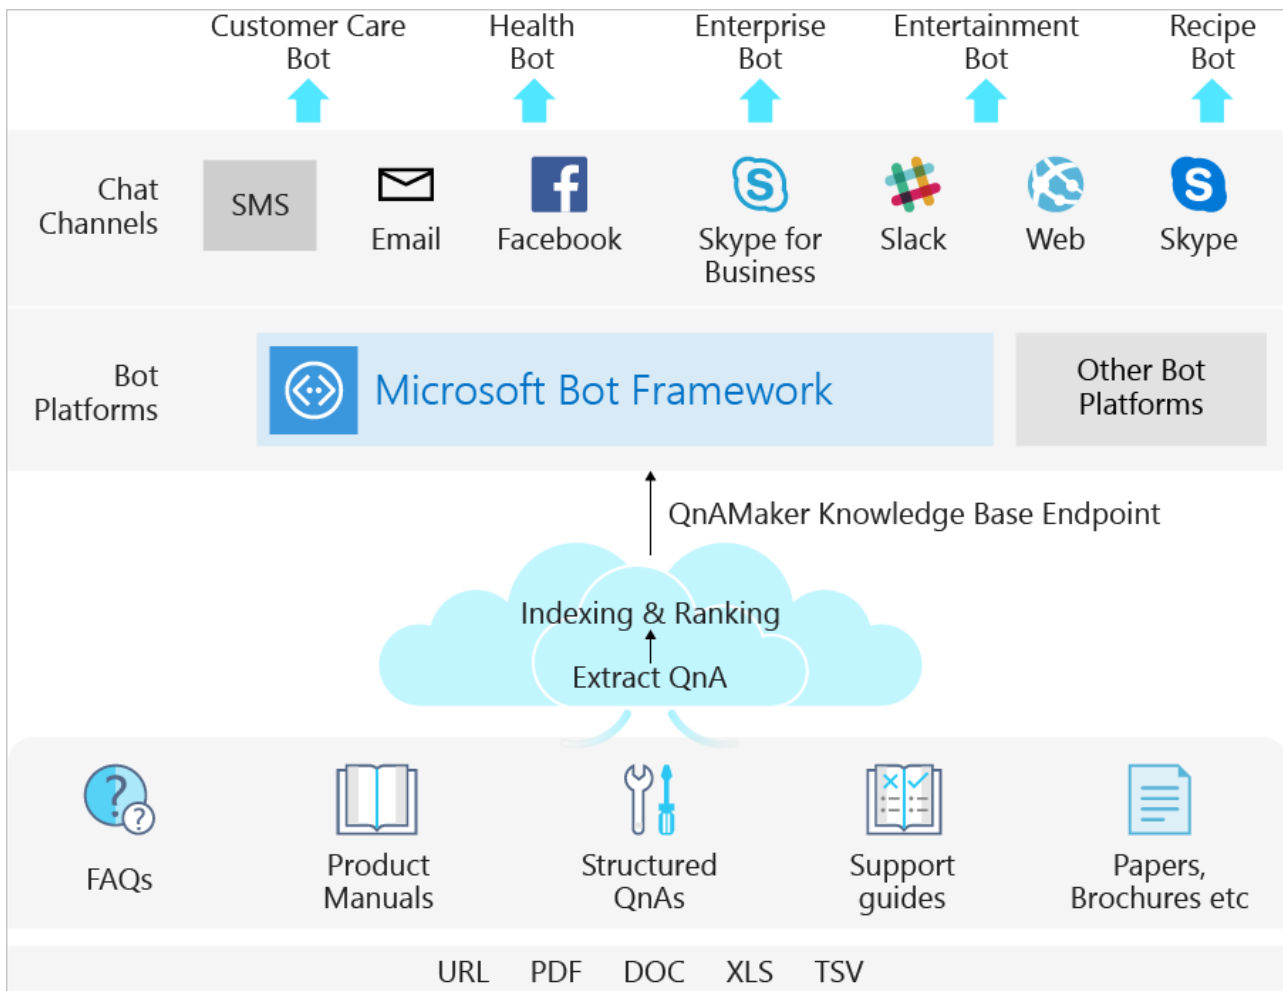 Customer Care
Bot
Health
Bot
Enterprise
Bot
Entertainment
Bot
Recipe
Bot
Chat
Channels
SMS
Email
Facebook
Skype for
Business
Slack
Web
Skype
Bot
Platforms
Microsoft Bot Framework
Other Bot
Platforms
QnAMaker Knowledge Base Endpoint
Indexing & Ranking
Extract QnA
FAQs
Product
Manuals
Structured
QnAs
Support
guides
Papers,
Brochures etc
URL PDF DOC XLS TSV